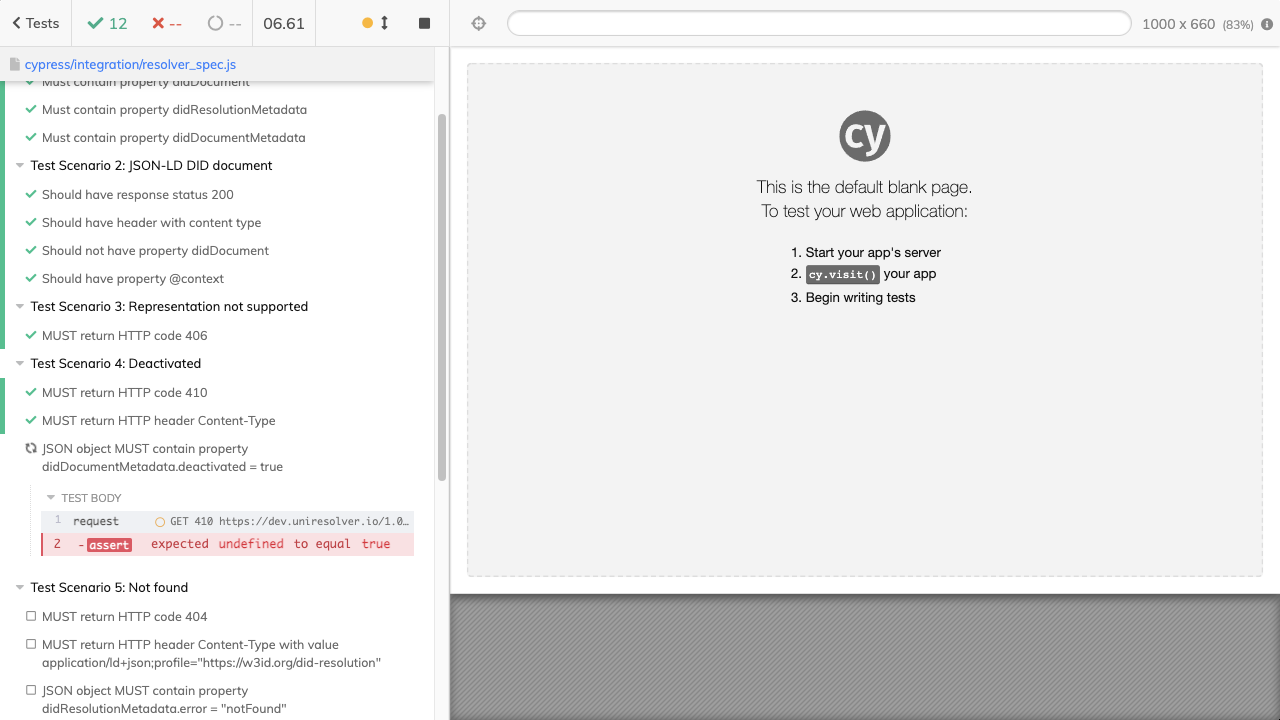 Tests
12
--
--
06.61
1000 x 660 (83%)
cypress/integration/resolver_spec.js
Must contain property didDocument
Must contain property didResolutionMetadata
Must contain property didDocumentMetadata
Test Scenario 2: JSON-LD DID document
Should have response status 200
Should have header with content type
Should not have property didDocument
Should have property @context
Test Scenario 3: Representation not supported
MUST return HTTP code 406
Test Scenario 4: Deactivated
MUST return HTTP code 410
MUST return HTTP header Content-Type
JSON object MUST contain property
didDocumentMetadata.deactivated = true
TEST BODY
1 request GET 410 https://dev.uniresolver.io/1.0…
2 -assert expected undefined to equal true
Test Scenario 5: Not found
MUST return HTTP code 404
MUST return HTTP header Content-Type with value
application/ld+json;profile="https://w3id.org/did-resolution"
JSON object MUST contain property
didResolutionMetadata.error = "notFound"
cy
This is the default blank page.
To test your web application:
1. Start your app's server
2. cy.visit() your app
3. Begin writing tests